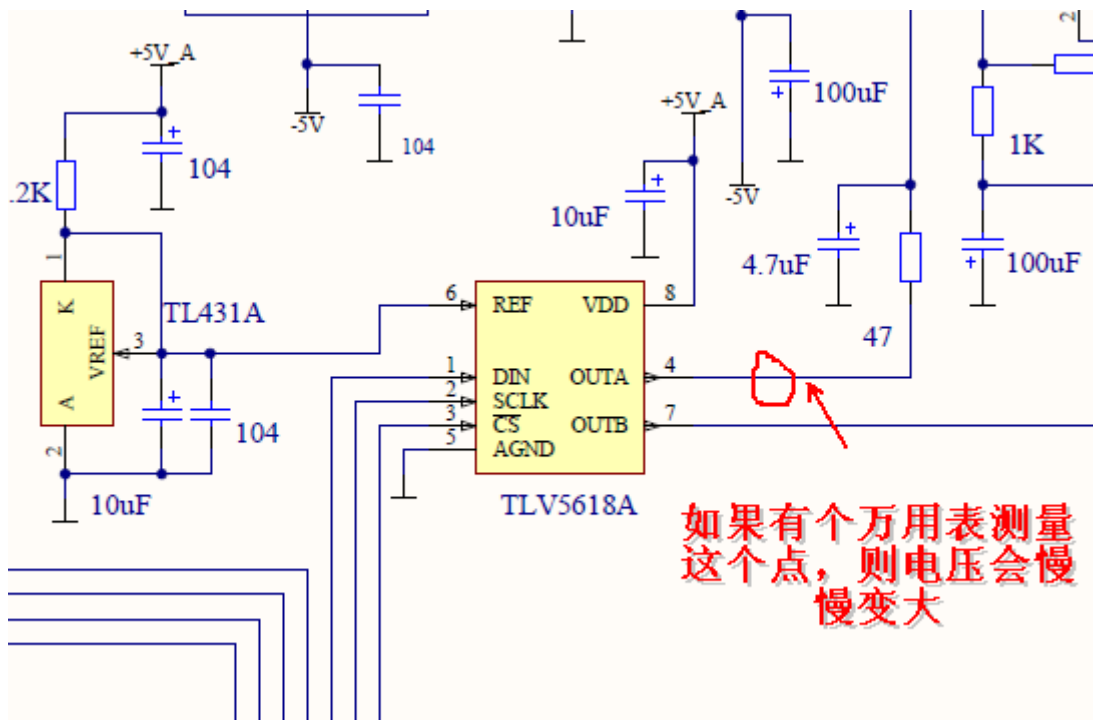 +5V_A
104
-5V
104
.2K
1
K
TL431A
VREF
3
A
2
10uF
104
+5V_A
10uF
100uF
-5V
2
1K
4.7uF
47
100uF
6
REF
VDD
8
1
DIN
OUTA
4
2
SCLK
3
CS
OUTB
7
5
AGND
TLV5618A
如果有个万用表测量
这个点，则电压会慢
慢变大